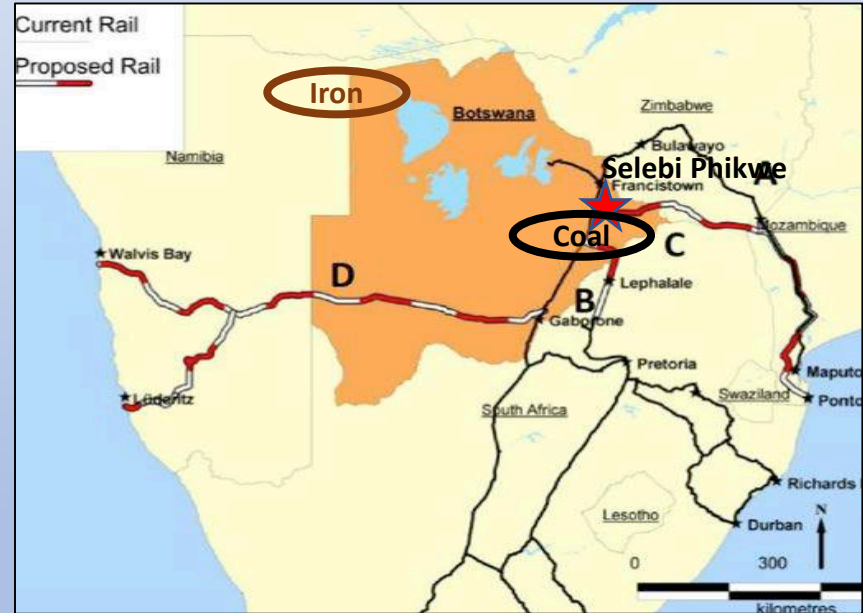 Current Rail
Proposed Rail
Iron
Botswana
Zimbabwe
Namibia
Bulawayo
Selebi Phikwe
A
Francistown
Mozambique
Coal
C
Walvis Bay
D
Lephalale
B
Gaborone
Pretoria
Maputo
Lüderitz
Swaziland
Ponto
South Africa
Richards
Lesotho
N
Durban
0 300
kilometres